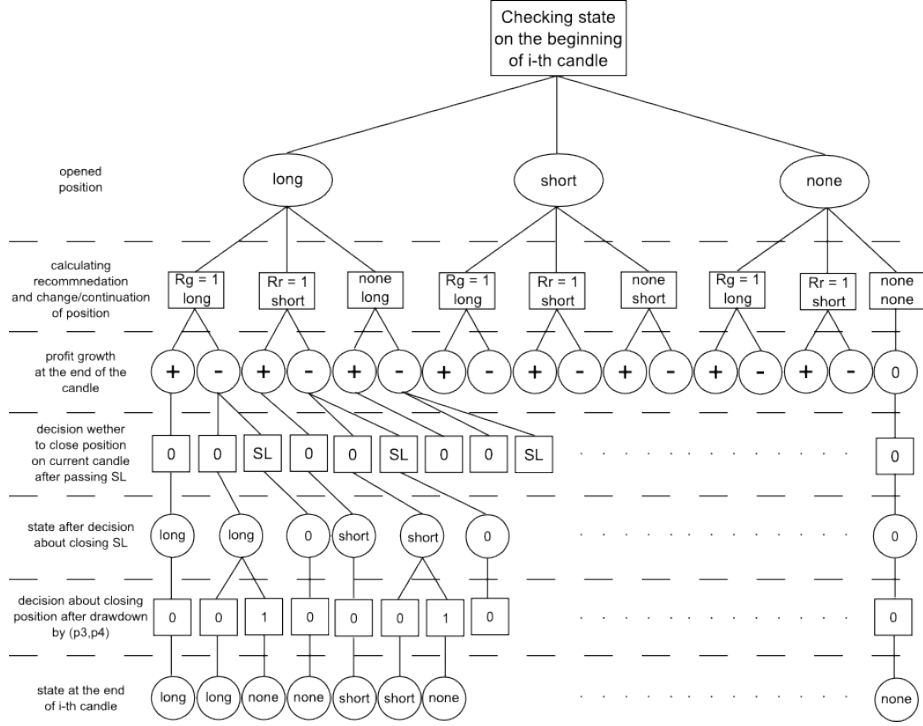 Checking state
on the beginning
of i-th candle
opened
position
long
short
none
calculating
recommnedation
and change/continuation
of position
Rg = 1
long
Rr = 1
short
none
long
Rg = 1
long
Rr = 1
short
none
short
Rg = 1
long
Rr = 1
short
none
none
profit growth
at the end of the
candle
+ - + - + - + - + - + - + - + - 0
decision wether
to close position
on current candle
after passing SL
0 0 SL 0 0 SL 0 0 SL 0
state after decision
about closing SL
long long 0 short short 0 0
decision about closing
position after drawdown
by (p3,p4)
0 0 1 0 0 0 1 0 0
state at the end
of i-th candle
long long none none short short none none